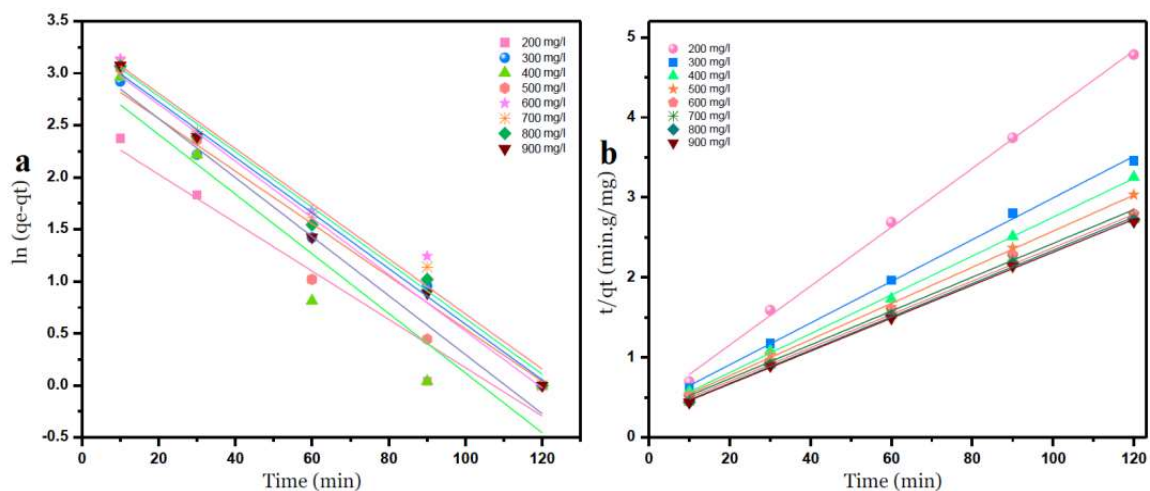 a
ln (qe-qt)
3.5
3.0
2.5
2.0
1.5
1.0
0.5
0.0
-0.5
0
20
40
60
80
100
120
Time (min)
200 mg/l
300 mg/l
400 mg/l
500 mg/l
600 mg/l
700 mg/l
800 mg/l
900 mg/l
b
t/qt (min.g/mg)
5
4
3
2
1
0
0
20
40
60
80
100
120
Time (min)
200 mg/l
300 mg/l
400 mg/l
500 mg/l
600 mg/l
700 mg/l
800 mg/l
900 mg/l